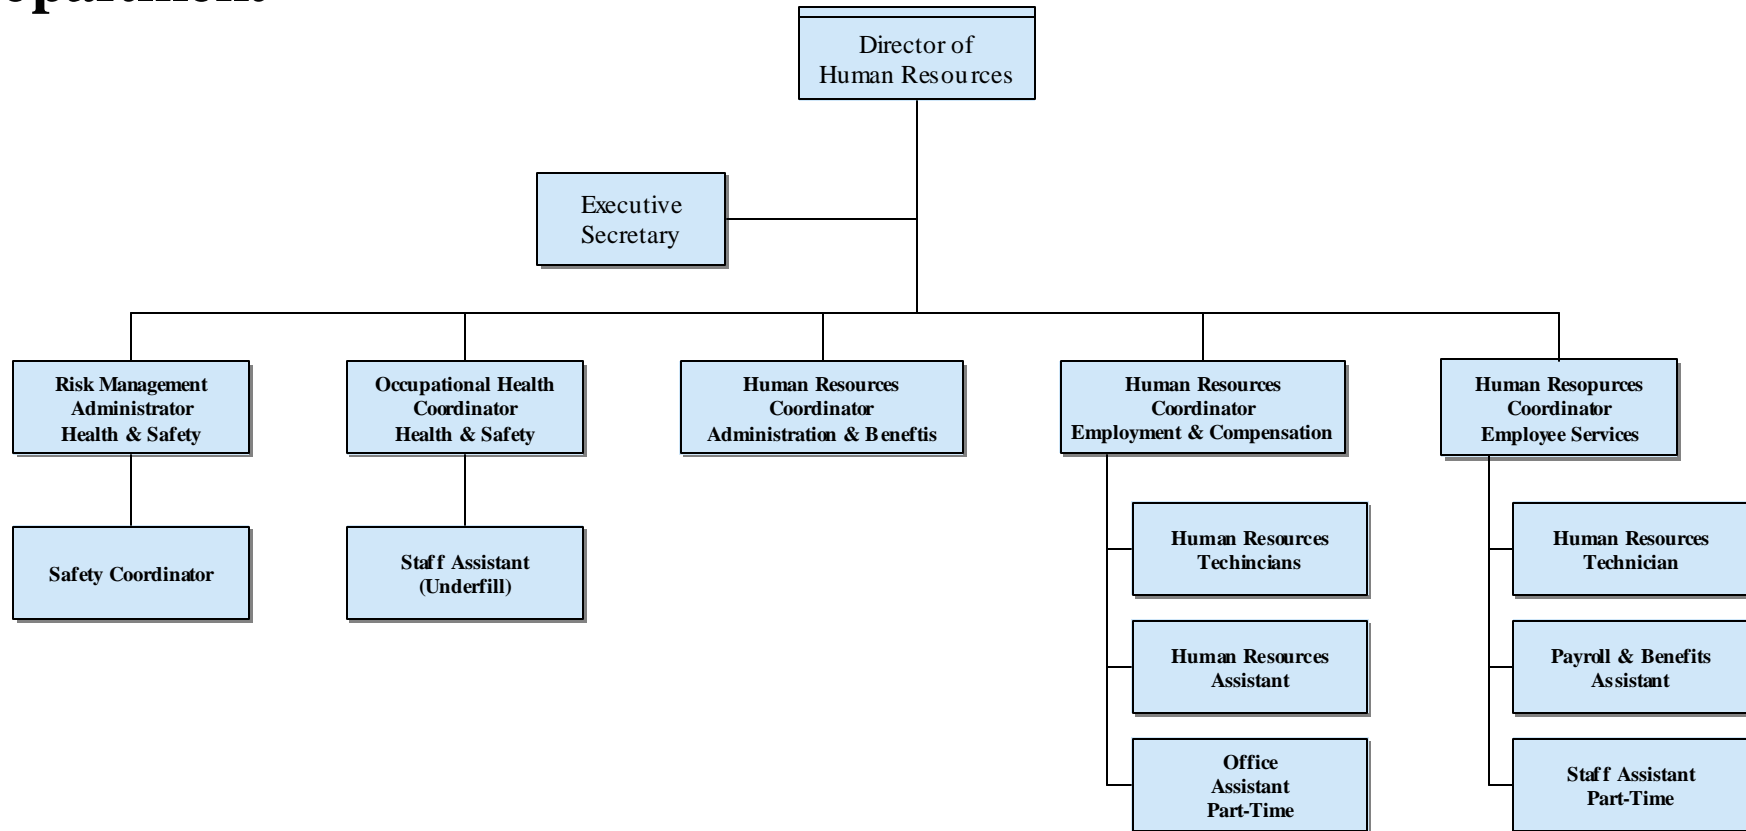 Director of
Human Resources
Executive
Secretary
Risk Management
Administrator
Health & Safety
Occupational Health
Coordinator
Health & Safety
Human Resources
Coordinator
Administration & Beneftis
Human Resources
Coordinator
Employment & Compensation
Human Resopurces
Coordinator
Employee Services
Safety Coordinator
Staff Assistant
(Underfill)
Human Resources
Techincians
Human Resources
Assistant
Office
Assistant
Part-Time
Human Resources
Technician
Payroll & Benefits
Assistant
Staff Assistant
Part-Time